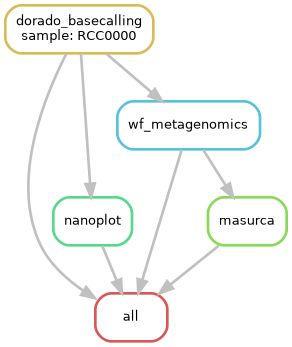 dorado_basecalling
sample: RCC0000
wf_metagenomics
nanoplot
masurca
all